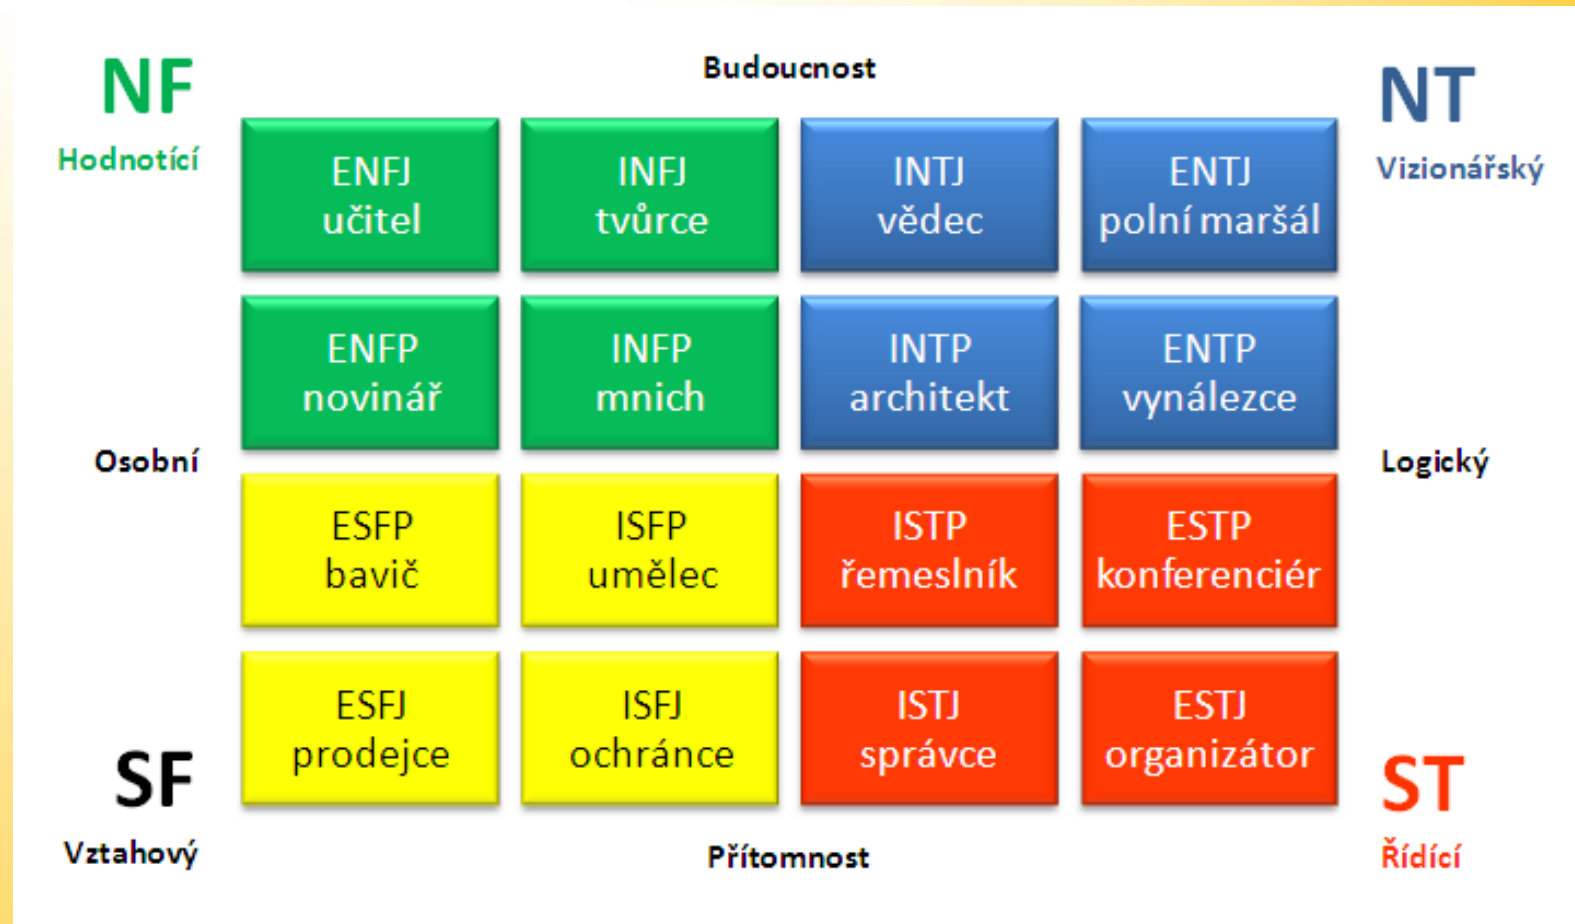 Budoucnost
NF
Hodnotící
NT
Vizionářský
ENFJ
učitel
INFJ
tvůrce
INTJ
vědec
ENTJ
polní maršál
ENFP
novinář
INFP
mnich
INTP
architekt
ENTP
vynálezce
Osobní
Logický
ESFP
bavič
ISFP
umělec
ISTP
řemeslník
ESTP
konferenciér
ESFJ
prodejce
ISFJ
ochránce
ISTJ
správce
ESTJ
organizátor
SF
Vztahový
ST
Řídící
Přítomnost